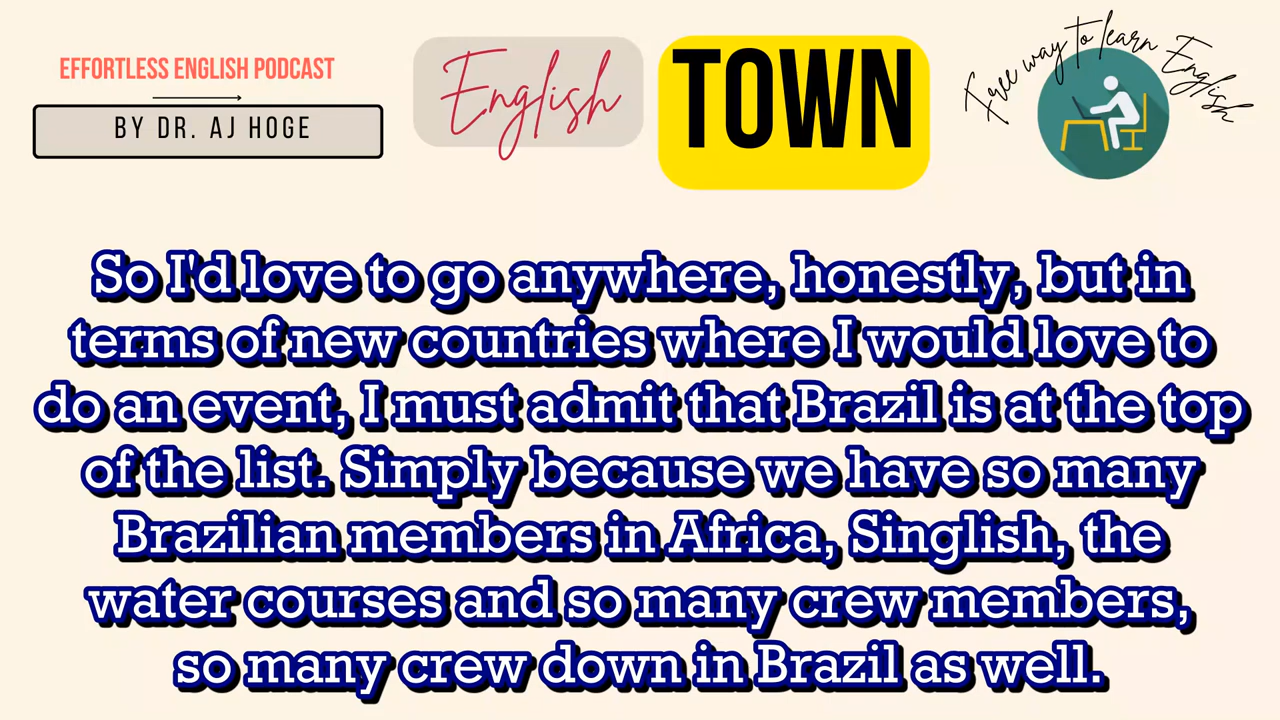 EFFORTLESS ENGLISH PODCAST
BY DR. AJ HOGE
English
TOWN
Free way to learn English
So I'd love to go anywhere, honestly, but in
terms of new countries where I would love to
do an event, I must admit that Brazil is at the top
of the list. Simply because we have so many
Brazilian members in Africa, Singlish, the
water courses and so many crew members,
so many crew down in Brazil as well.